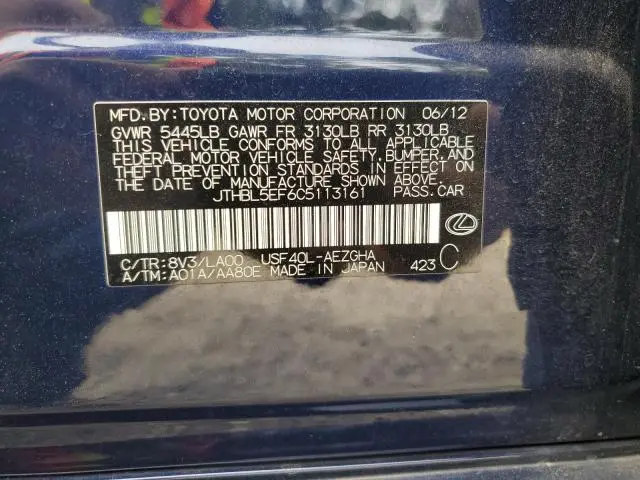 MFD. BY: TOYOTA MOTOR CORPORATION 06/12
GVWR 5445LB GAWR FR 3130LB RR 3130LB
THIS VEHICLE CONFORMS TO ALL APPLICABLE
FEDERAL MOTOR VEHICLE SAFETY, BUMPER, AND
THEFT PREVENTION STANDARDS IN EFFECT ON
THE DATE OF MANUFACTURE SHOWN ABOVE.
JTHBL5EF6C5113161 PASS. CAR
C/TR: 8V3/LA00 USF40L-AEZGHA
A/TM: A01A/AA80E MADE IN JAPAN 423 C